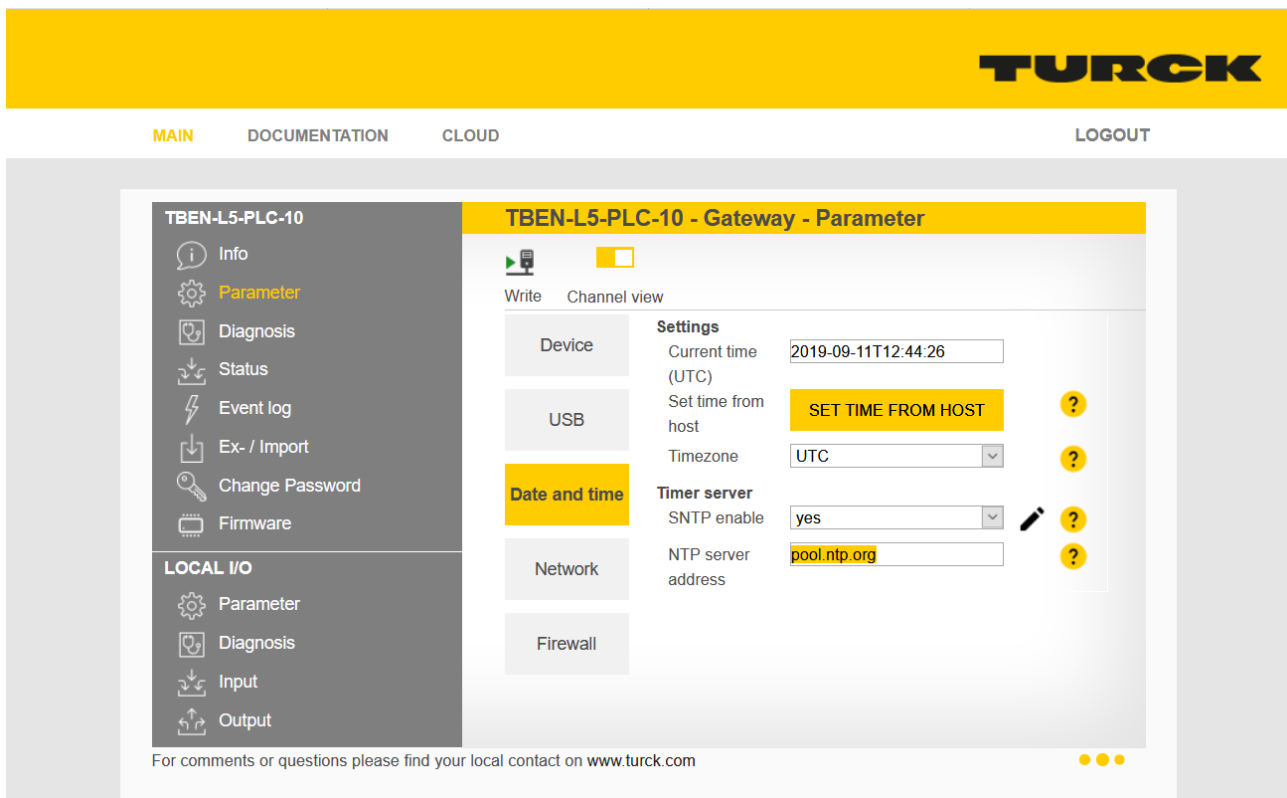 TURCK
MAIN DOCUMENTATION CLOUD LOGOUT
TBEN-L5-PLC-10
Info
Parameter
Diagnosis
Status
Event log
Ex- / Import
Change Password
Firmware
LOCAL I/O
Parameter
Diagnosis
Input
Output
TBEN-L5-PLC-10 - Gateway - Parameter
Write Channel view
Device
USB
Date and time
Network
Firewall
Settings
Current time 2019-09-11T12:44:26
(UTC)
Set time from SET TIME FROM HOST ?
host
Timezone UTC ?
Timer server
SNTP enable yes ?
NTP server pool.ntp.org ?
address
For comments or questions please find your local contact on www.turck.com